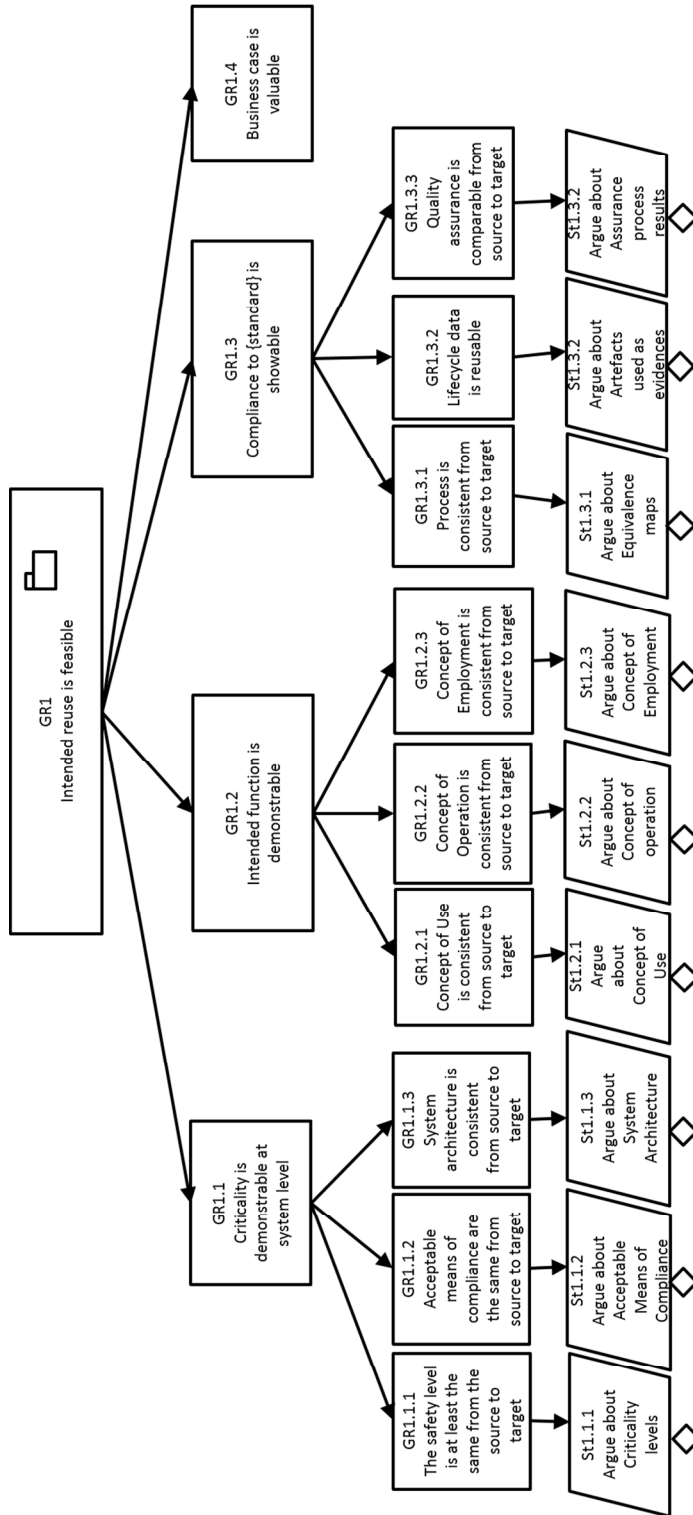 GR1
Intended reuse is feasible
GR1.1
Criticality is
demonstrable at
system level
GR1.2
Intended function is
demonstrable
GR1.3
Compliance to {standard} is
showable
GR1.4
Business case is
valuable
GR1.1.1
The safety level
is at least the
same from the
source to
target
GR1.1.2
Acceptable
means of
compliance are
the same from
source to target
GR1.1.3
System
architecture is
consistent
from source to
target
GR1.2.1
Concept of Use
is consistent
from source to
target
GR1.2.2
Concept of
Operation is
consistent from
source to target
GR1.2.3
Concept of
Employment is
consistent from
source to target
GR1.3.1
Process is
consistent from
source to target
GR1.3.2
Lifecycle data
is reusable
GR1.3.3
Quality
assurance is
comparable from
source to target
St1.1.1
Argue about
Criticality
levels
St1.1.2
Argue about
Acceptable
Means of
Compliance
St1.1.3
Argue about
System
Architecture
St1.2.1
Argue
about
Concept of
Use
St1.2.2
Argue about
Concept of
operation
St1.2.3
Argue about
Concept of
Employment
St1.3.1
Argue about
Equivalence
maps
St1.3.2
Argue about
Artefacts
used as
evidences
St1.3.2
Argue about
Assurance
process
results